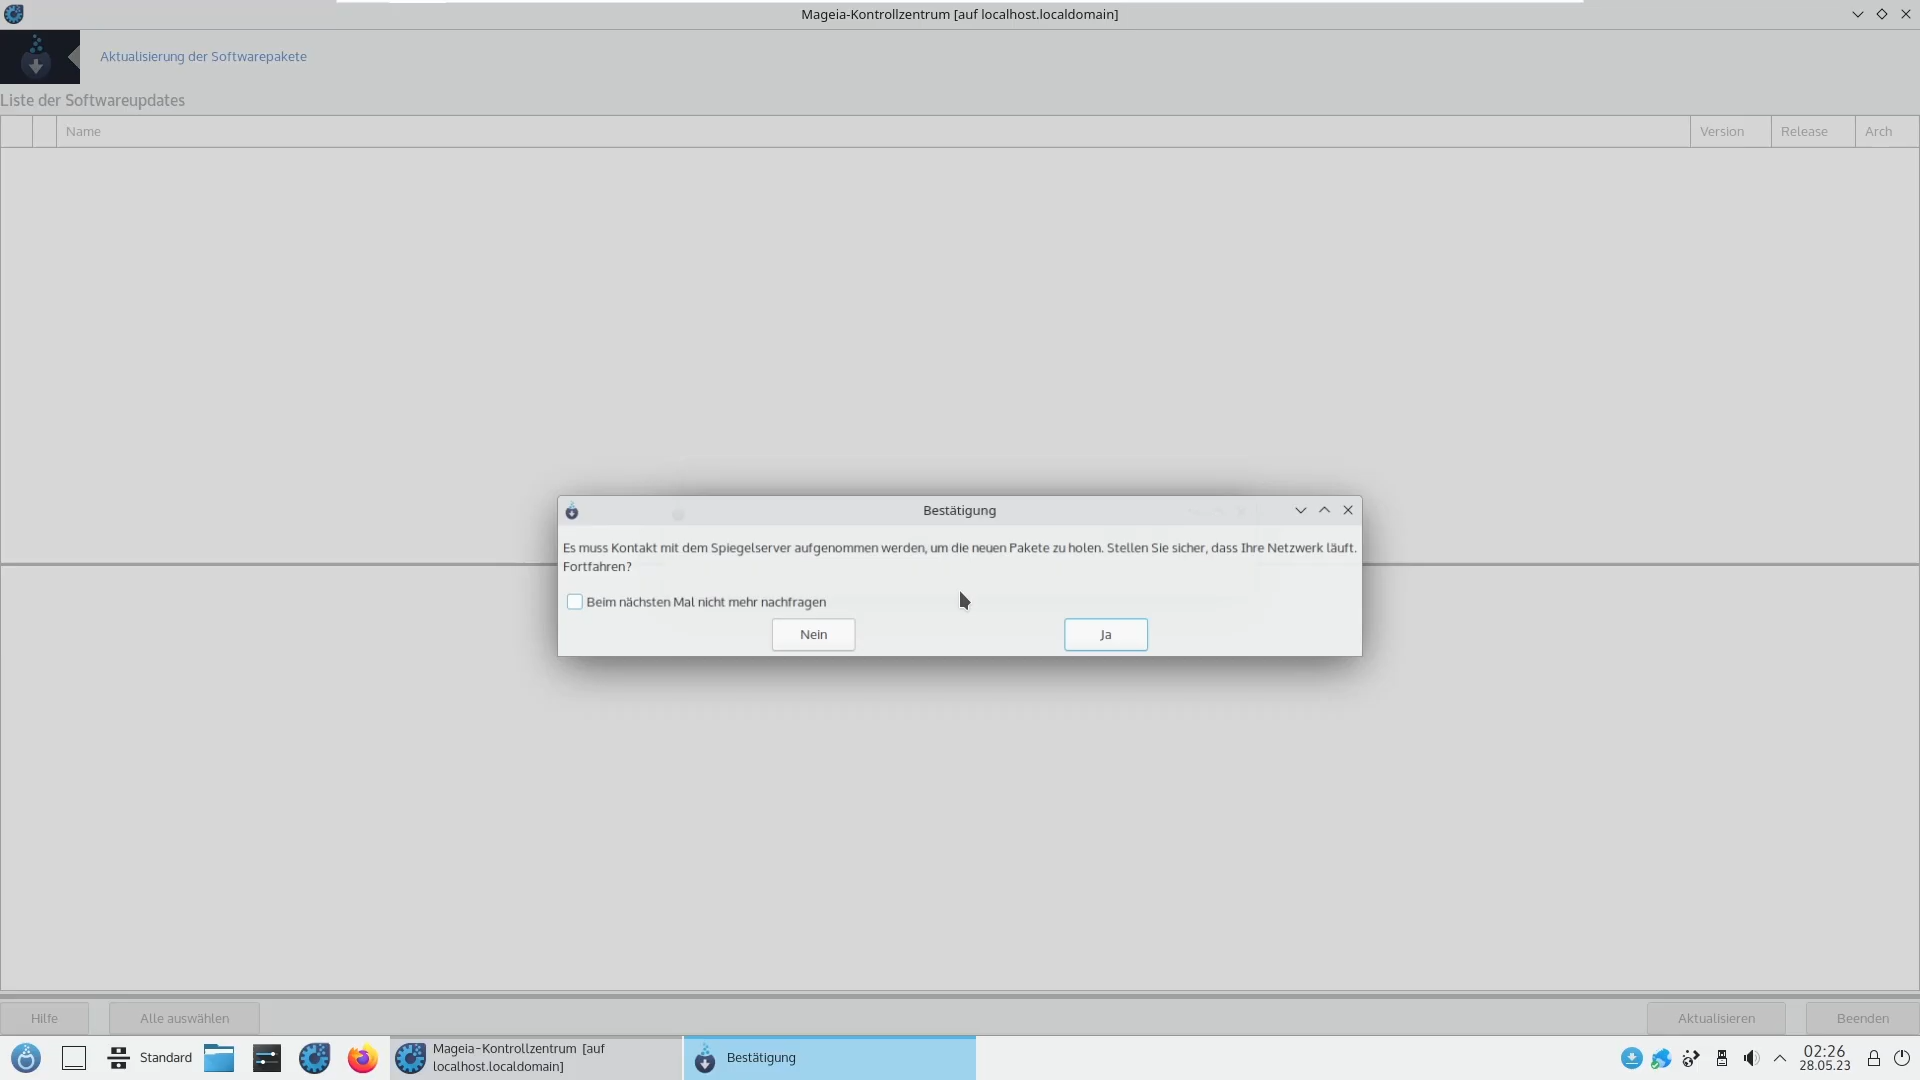 Mageia-Kontrollzentrum [auf localhost.localdomain]
Aktualisierung der Softwarepakete
Liste der Softwareupdates
Name Version Release Arch
Bestätigung
Es muss Kontakt mit dem Spiegelserver aufgenommen werden, um die neuen Pakete zu holen. Stellen Sie sicher, dass Ihre Netzwerk läuft.
Fortfahren?
Beim nächsten Mal nicht mehr nachfragen
Nein Ja
Hilfe Alle auswählen Aktualisieren Beenden
Standard
Mageia-Kontrollzentrum [auf
localhost.localdomain]
Bestätigung
02:26
28.05.23